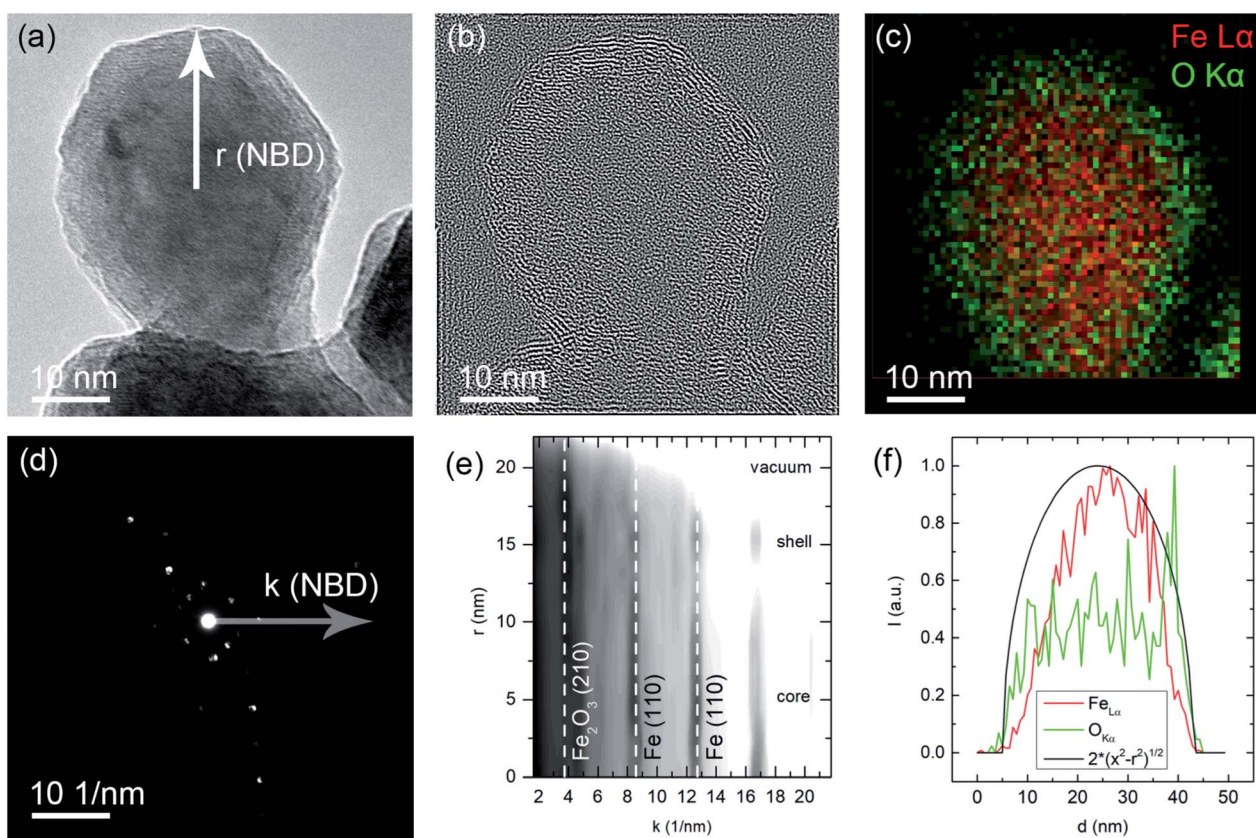 (a)
r (NBD)
10 nm
(b)
10 nm
(c)
Fe Lα
O Kα
10 nm
(d)
k (NBD)
10 1/nm
(e)
vacuum
shell
core
Fe₂O₃ (210)
Fe (110)
Fe (110)
r (nm)
20
15
10
5
0
2 4 6 8 10 12 14 16 18 20
k (1/nm)
(f)
I (a.u.)
1.0
0.8
0.6
0.4
0.2
0.0
Fe_Lα
O_Kα
2*(x²-r²)^1/2
0 10 20 30 40 50
d (nm)